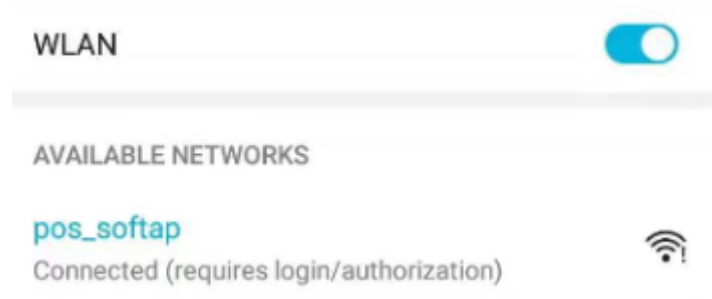 WLAN
AVAILABLE NETWORKS
pos_softap
Connected (requires login/authorization)